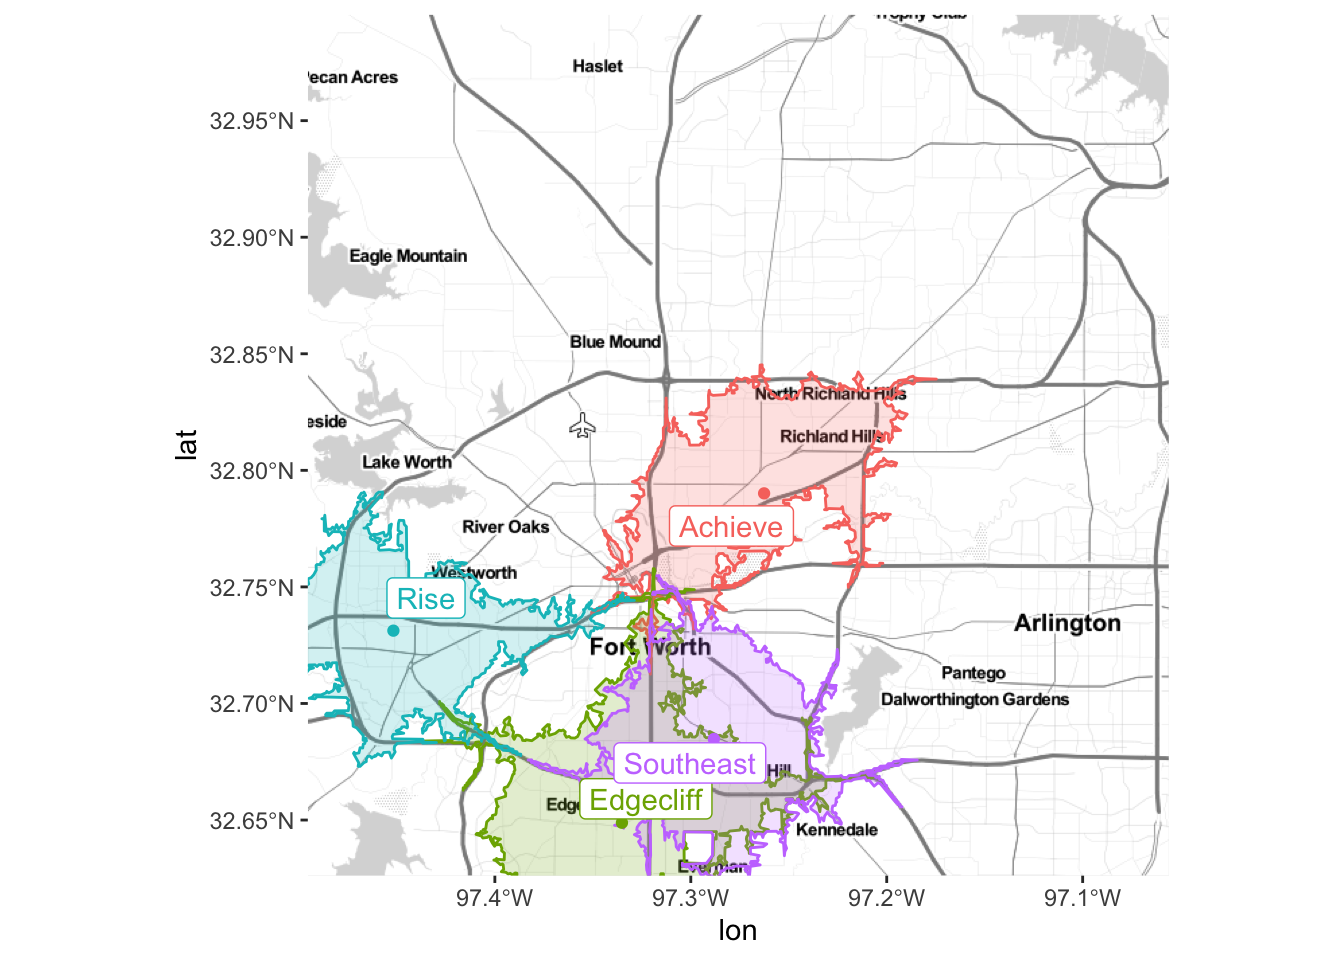 Trophy Club
Haslet
Pecan Acres
32.95°N
32.90°N
Eagle Mountain
Blue Mound
32.85°N
North Richland Hills
eside
Richland Hills
lat
Lake Worth
32.80°N
River Oaks
Achieve
Westworth
32.75°N
Rise
Arlington
Fort Worth
Pantego
32.70°N
Dalworthington Gardens
Southeast
Hill
Edgecliff
Edge
32.65°N
Kennedale
Everman
97.4°W
97.3°W
97.2°W
97.1°W
lon